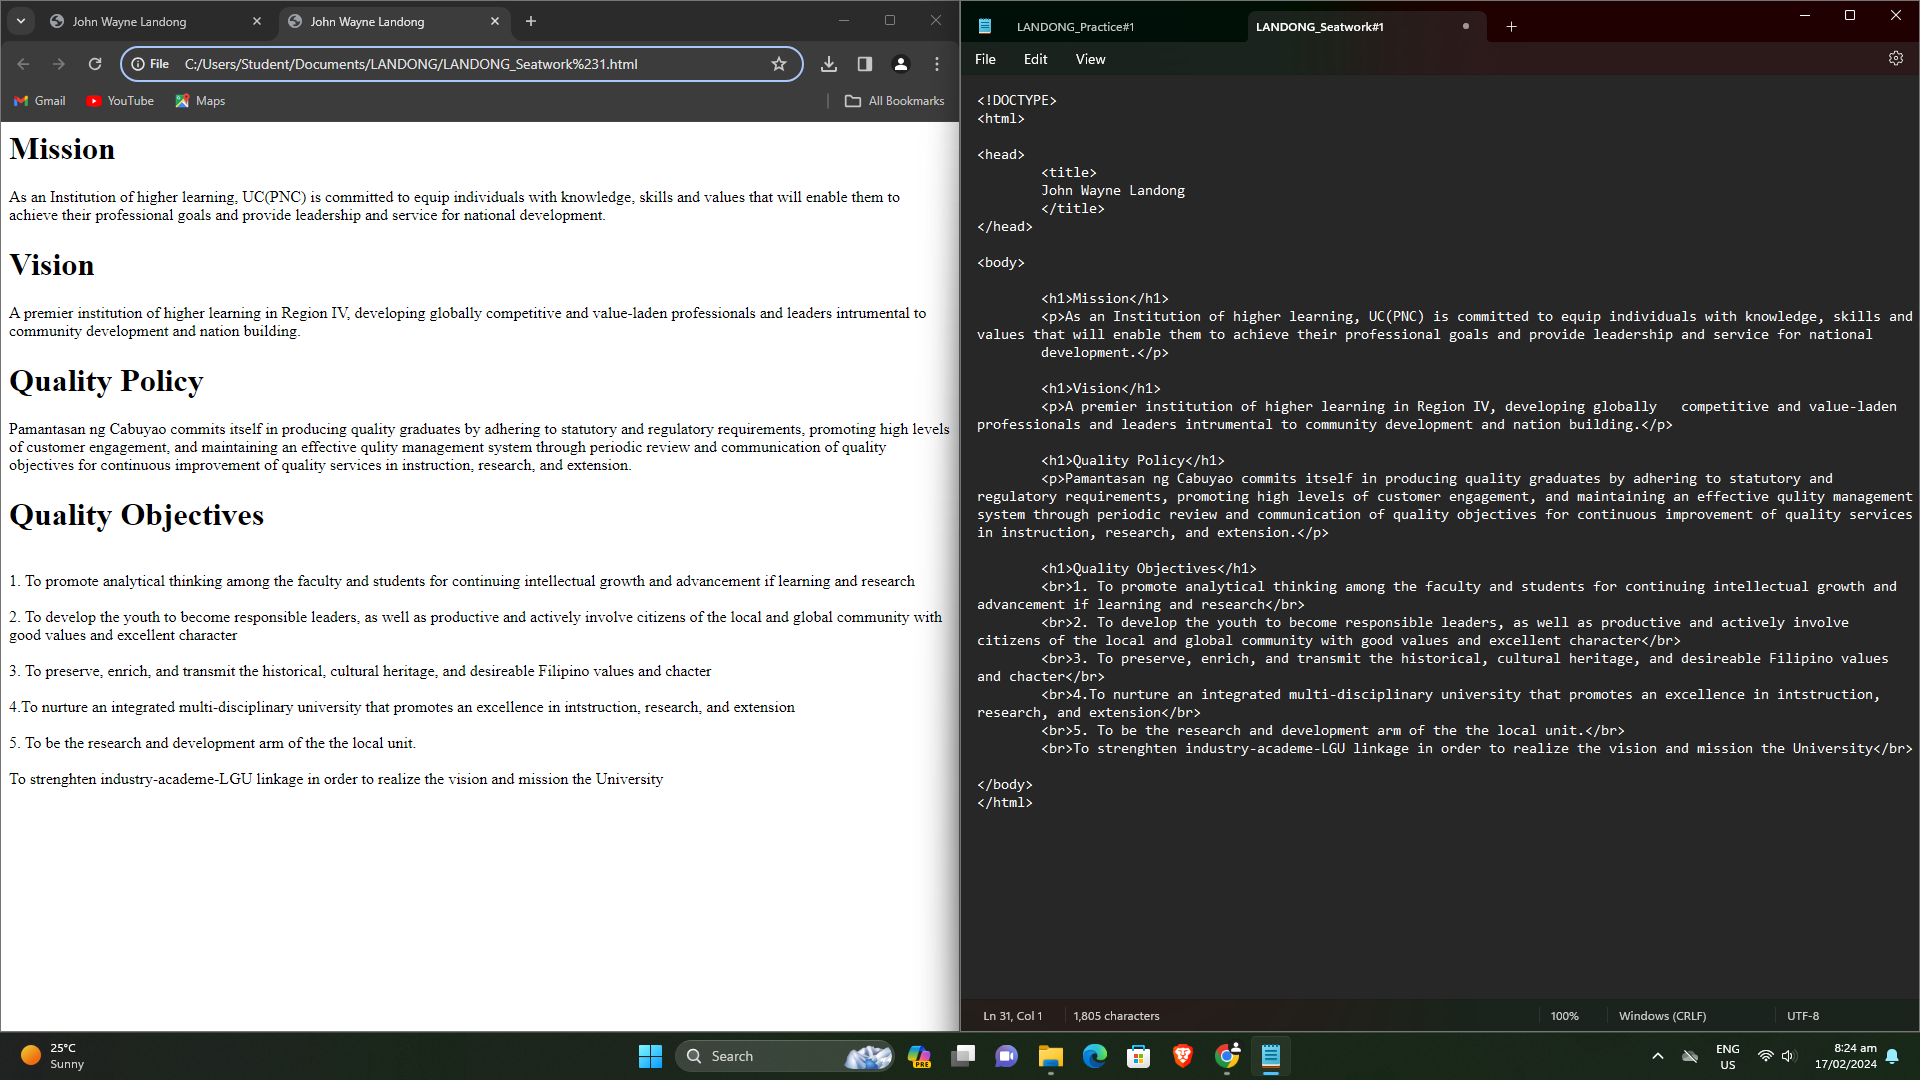 John Wayne Landong
John Wayne Landong
File
C:/Users/Student/Documents/LANDONG/LANDONG_Seatwork%231.html
Gmail
YouTube
Maps
All Bookmarks
Mission
As an Institution of higher learning, UC(PNC) is committed to equip individuals with knowledge, skills and values that will enable them to
achieve their professional goals and provide leadership and service for national development.
Vision
A premier institution of higher learning in Region IV, developing globally competitive and value-laden professionals and leaders intrumental to
community development and nation building.
Quality Policy
Pamantasan ng Cabuyao commits itself in producing quality graduates by adhering to statutory and regulatory requirements, promoting high levels
of customer engagement, and maintaining an effective qulity management system through periodic review and communication of quality
objectives for continuous improvement of quality services in instruction, research, and extension.
Quality Objectives
1. To promote analytical thinking among the faculty and students for continuing intellectual growth and advancement if learning and research
2. To develop the youth to become responsible leaders, as well as productive and actively involve citizens of the local and global community with
good values and excellent character
3. To preserve, enrich, and transmit the historical, cultural heritage, and desireable Filipino values and chacter
4.To nurture an integrated multi-disciplinary university that promotes an excellence in intstruction, research, and extension
5. To be the research and development arm of the the local unit.
To strenghten industry-academe-LGU linkage in order to realize the vision and mission the University
LANDONG_Practice#1
LANDONG_Seatwork#1
File
Edit
View
<!DOCTYPE>
<html>
<head>
<title>
John Wayne Landong
</title>
</head>
<body>
<h1>Mission</h1>
<p>As an Institution of higher learning, UC(PNC) is committed to equip individuals with knowledge, skills and
values that will enable them to achieve their professional goals and provide leadership and service for national
development.</p>
<h1>Vision</h1>
<p>A premier institution of higher learning in Region IV, developing globally   competitive and value-laden
professionals and leaders intrumental to community development and nation building.</p>
<h1>Quality Policy</h1>
<p>Pamantasan ng Cabuyao commits itself in producing quality graduates by adhering to statutory and
regulatory requirements, promoting high levels of customer engagement, and maintaining an effective qulity management
system through periodic review and communication of quality objectives for continuous improvement of quality services
in instruction, research, and extension.</p>
<h1>Quality Objectives</h1>
<br>1. To promote analytical thinking among the faculty and students for continuing intellectual growth and
advancement if learning and research</br>
<br>2. To develop the youth to become responsible leaders, as well as productive and actively involve
citizens of the local and global community with good values and excellent character</br>
<br>3. To preserve, enrich, and transmit the historical, cultural heritage, and desireable Filipino values
and chacter</br>
<br>4.To nurture an integrated multi-disciplinary university that promotes an excellence in intstruction,
research, and extension</br>
<br>5. To be the research and development arm of the the local unit.</br>
<br>To strenghten industry-academe-LGU linkage in order to realize the vision and mission the University</br>
</body>
</html>
Ln 31, Col 1
1,805 characters
100%
Windows (CRLF)
UTF-8
25°C
Sunny
Search
PRE
ENG
US
8:24 am
17/02/2024